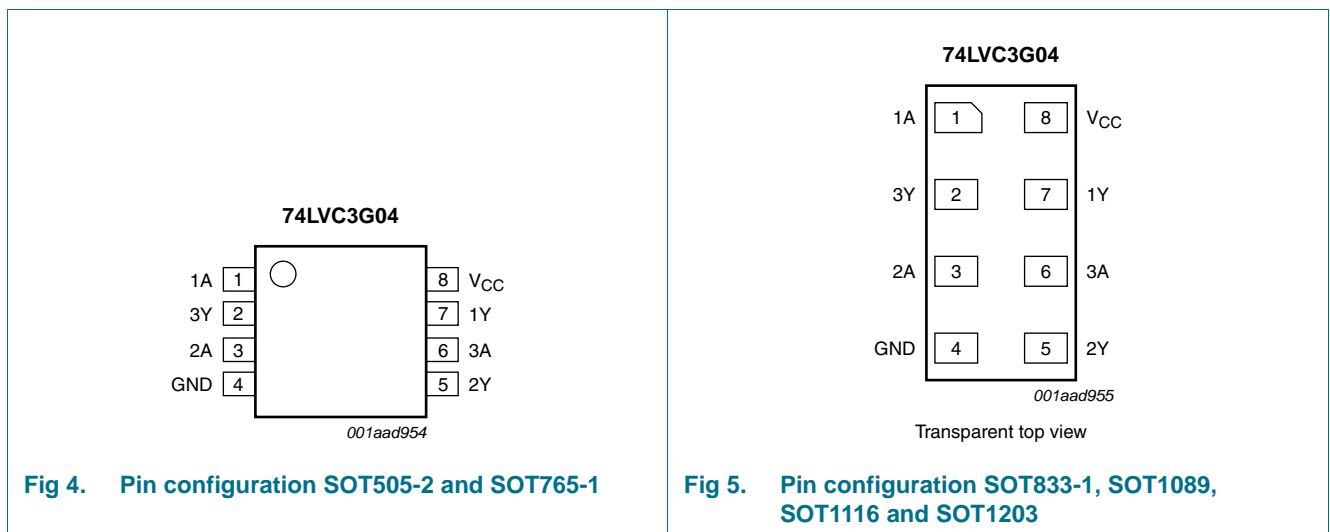 74LVC3G04
1A 1 8 VCC
3Y 2 7 1Y
2A 3 6 3A
GND 4 5 2Y
001aad954
Fig 4. Pin configuration SOT505-2 and SOT765-1
74LVC3G04
1A 1 8 VCC
3Y 2 7 1Y
2A 3 6 3A
GND 4 5 2Y
001aad955
Transparent top view
Fig 5. Pin configuration SOT833-1, SOT1089,
SOT1116 and SOT1203